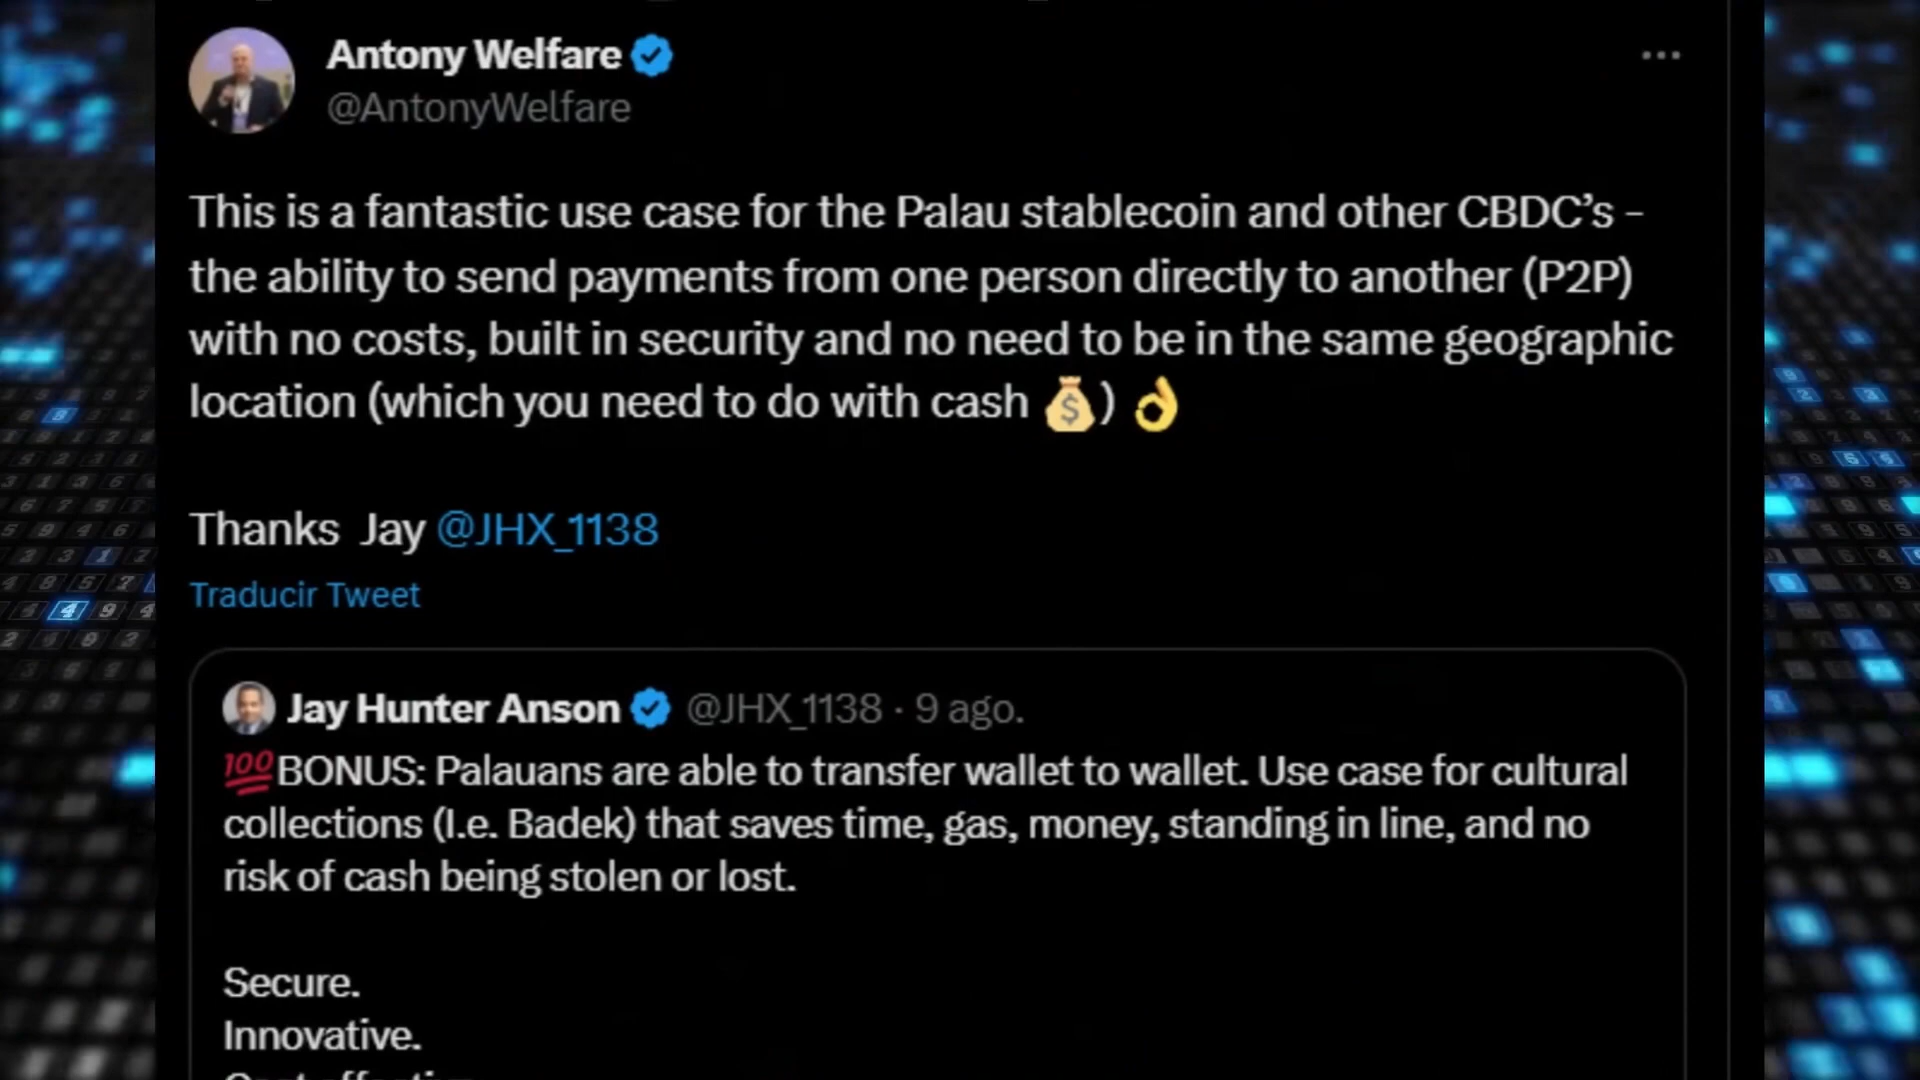 Antony Welfare
@AntonyWelfare
This is a fantastic use case for the Palau stablecoin and other CBDC’s –
the ability to send payments from one person directly to another (P2P)
with no costs, built in security and no need to be in the same geographic
location (which you need to do with cash 💰) 👌
Thanks Jay @JHX_1138
Traducir Tweet
Jay Hunter Anson @JHX_1138 · 9 ago.
💯BONUS: Palauans are able to transfer wallet to wallet. Use case for cultural
collections (I.e. Badek) that saves time, gas, money, standing in line, and no
risk of cash being stolen or lost.
Secure.
Innovative.